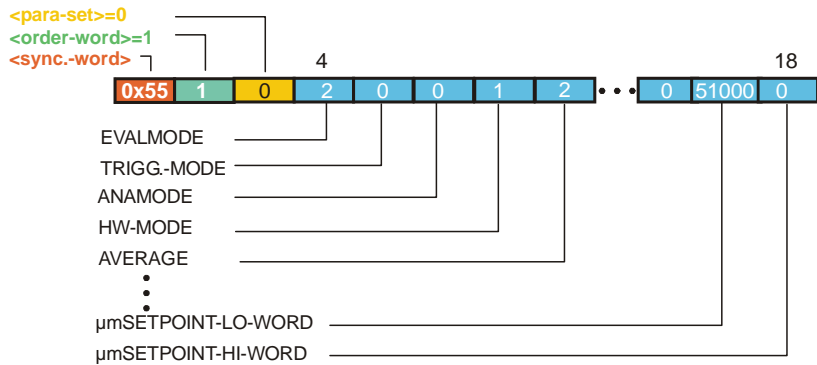 <para-set>=0
<order-word>=1
<sync.-word>
4 18
0x55 1 0 2 0 0 1 2 0 51000 0
EVALMODE
TRIGG.-MODE
ANAMODE
HW-MODE
AVERAGE
µmSETPOINT-LO-WORD
µmSETPOINT-HI-WORD